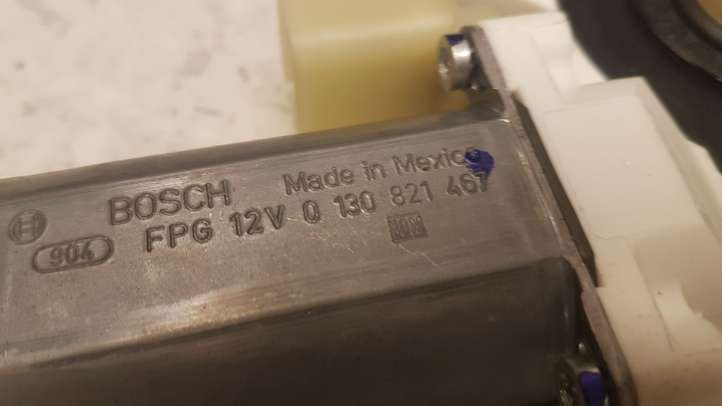 BOSCH Made in Mexico
904 FPG 12V 0 130 821 467